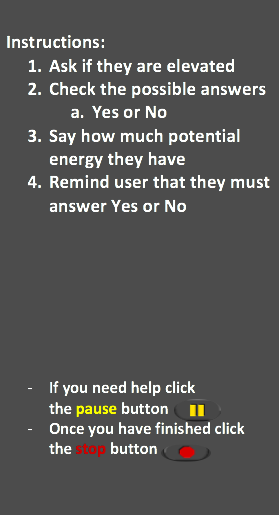 Instructions:
1. Ask if they are elevated
2. Check the possible answers
a. Yes or No
3. Say how much potential
energy they have
4. Remind user that they must
answer Yes or No
- If you need help click
the pause button
- Once you have finished click
the stop button